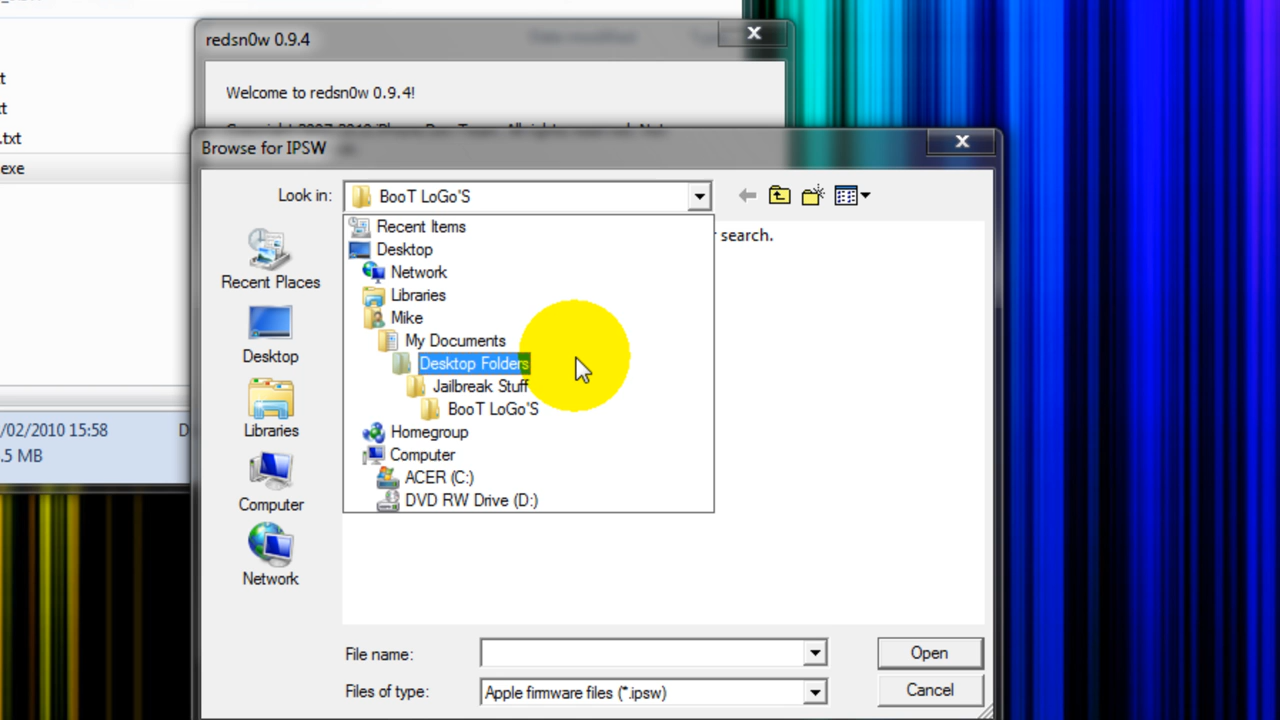 t
redsn0w 0.9.4
xt
Welcome to redsn0w 0.9.4!
xt
.txt
exe
Browse for IPSW
Look in:
BooT LoGo'S
Recent Items
search.
Desktop
Network
Libraries
Mike
My Documents
Desktop Folders
Jailbreak Stuff
BooT LoGo'S
Homegroup
Computer
ACER (C:)
DVD RW Drive (D:)
Recent Places
Desktop
Libraries
Computer
Network
/02/2010 15:58 D
.5 MB
File name:
Open
Files of type:
Apple firmware files (*.ipsw)
Cancel